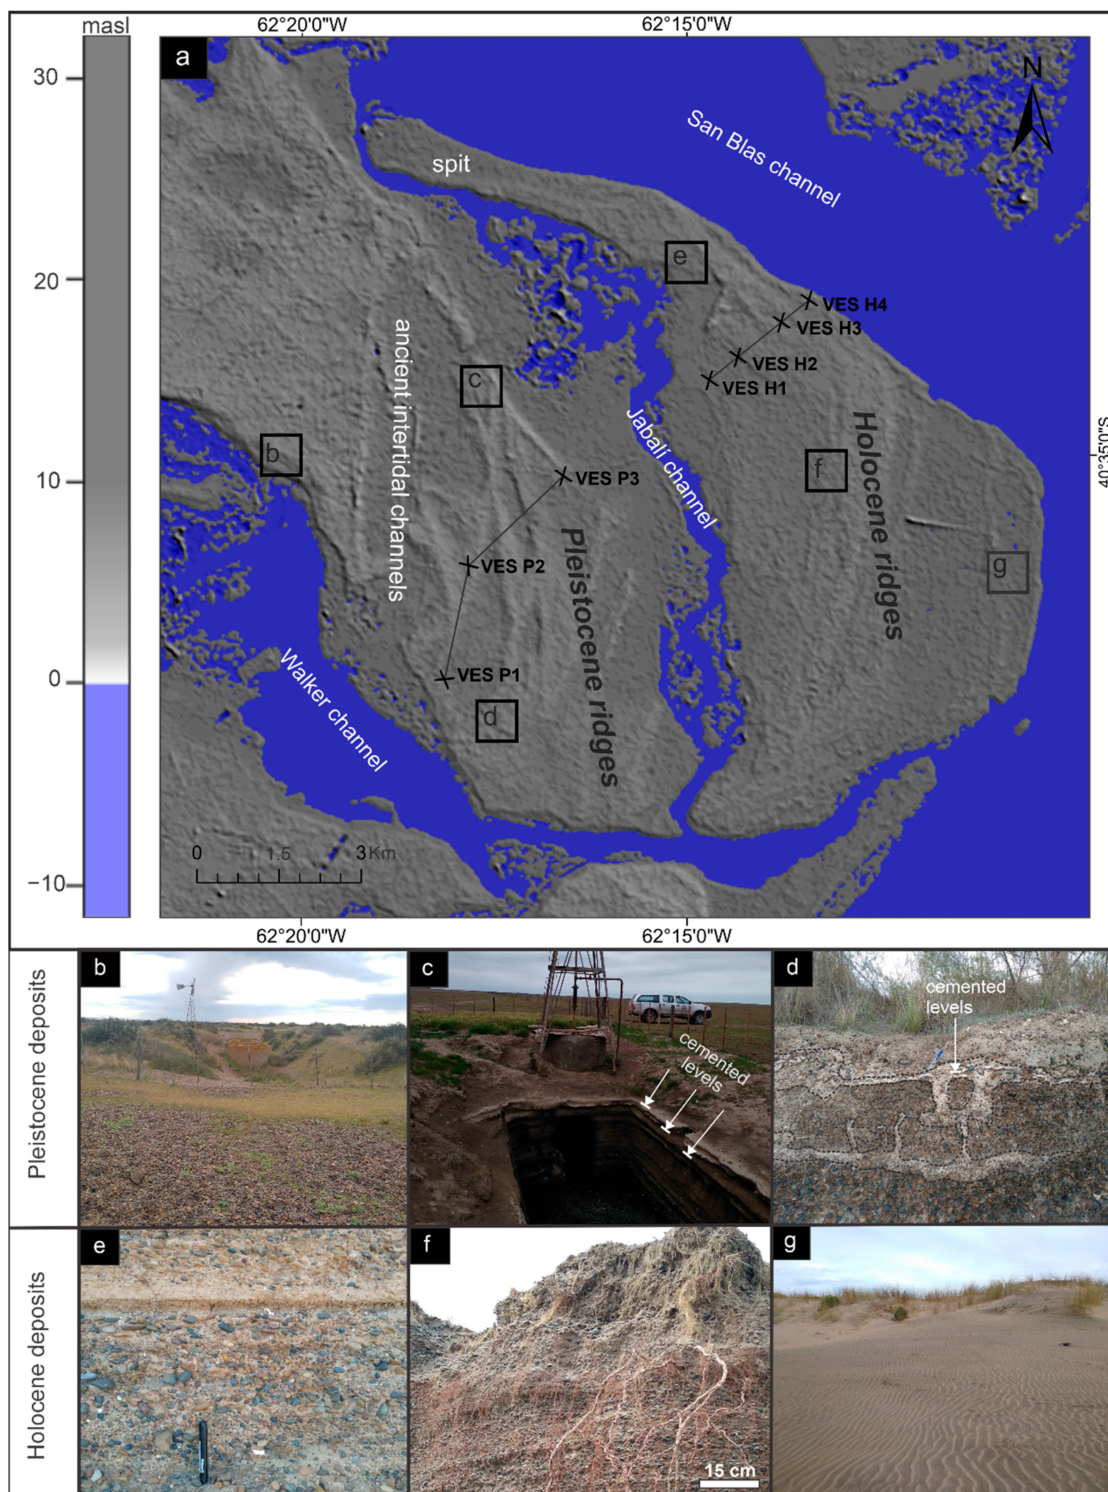 masl
62°20'0"W
62°15'0"W
30
20
10
0
−10
a
N
San Blas channel
spit
e
VES H4
VES H3
VES H2
VES H1
ancient intertidal channels
c
b
Jabalí channel
Holocene ridges
f
40°35'0"S
VES P3
VES P2
Pleistocene ridges
g
VES P1
d
Walker channel
0
1.5
3 Km
62°20'0"W
62°15'0"W
Pleistocene deposits
b
c
cemented
levels
d
cemented
levels
Holocene deposits
e
f
15 cm
g